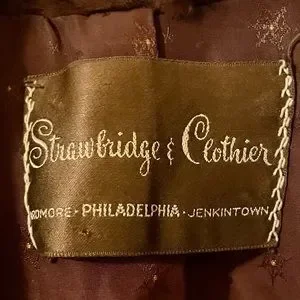 Strawbridge & Clothier
RDMORE · PHILADELPHIA · JENKINTOWN